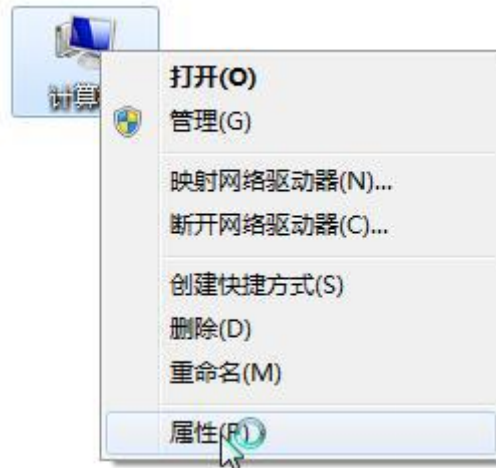 计算
打开(O)
管理(G)
映射网络驱动器(N)...
断开网络驱动器(C)...
创建快捷方式(S)
删除(D)
重命名(M)
属性(R)